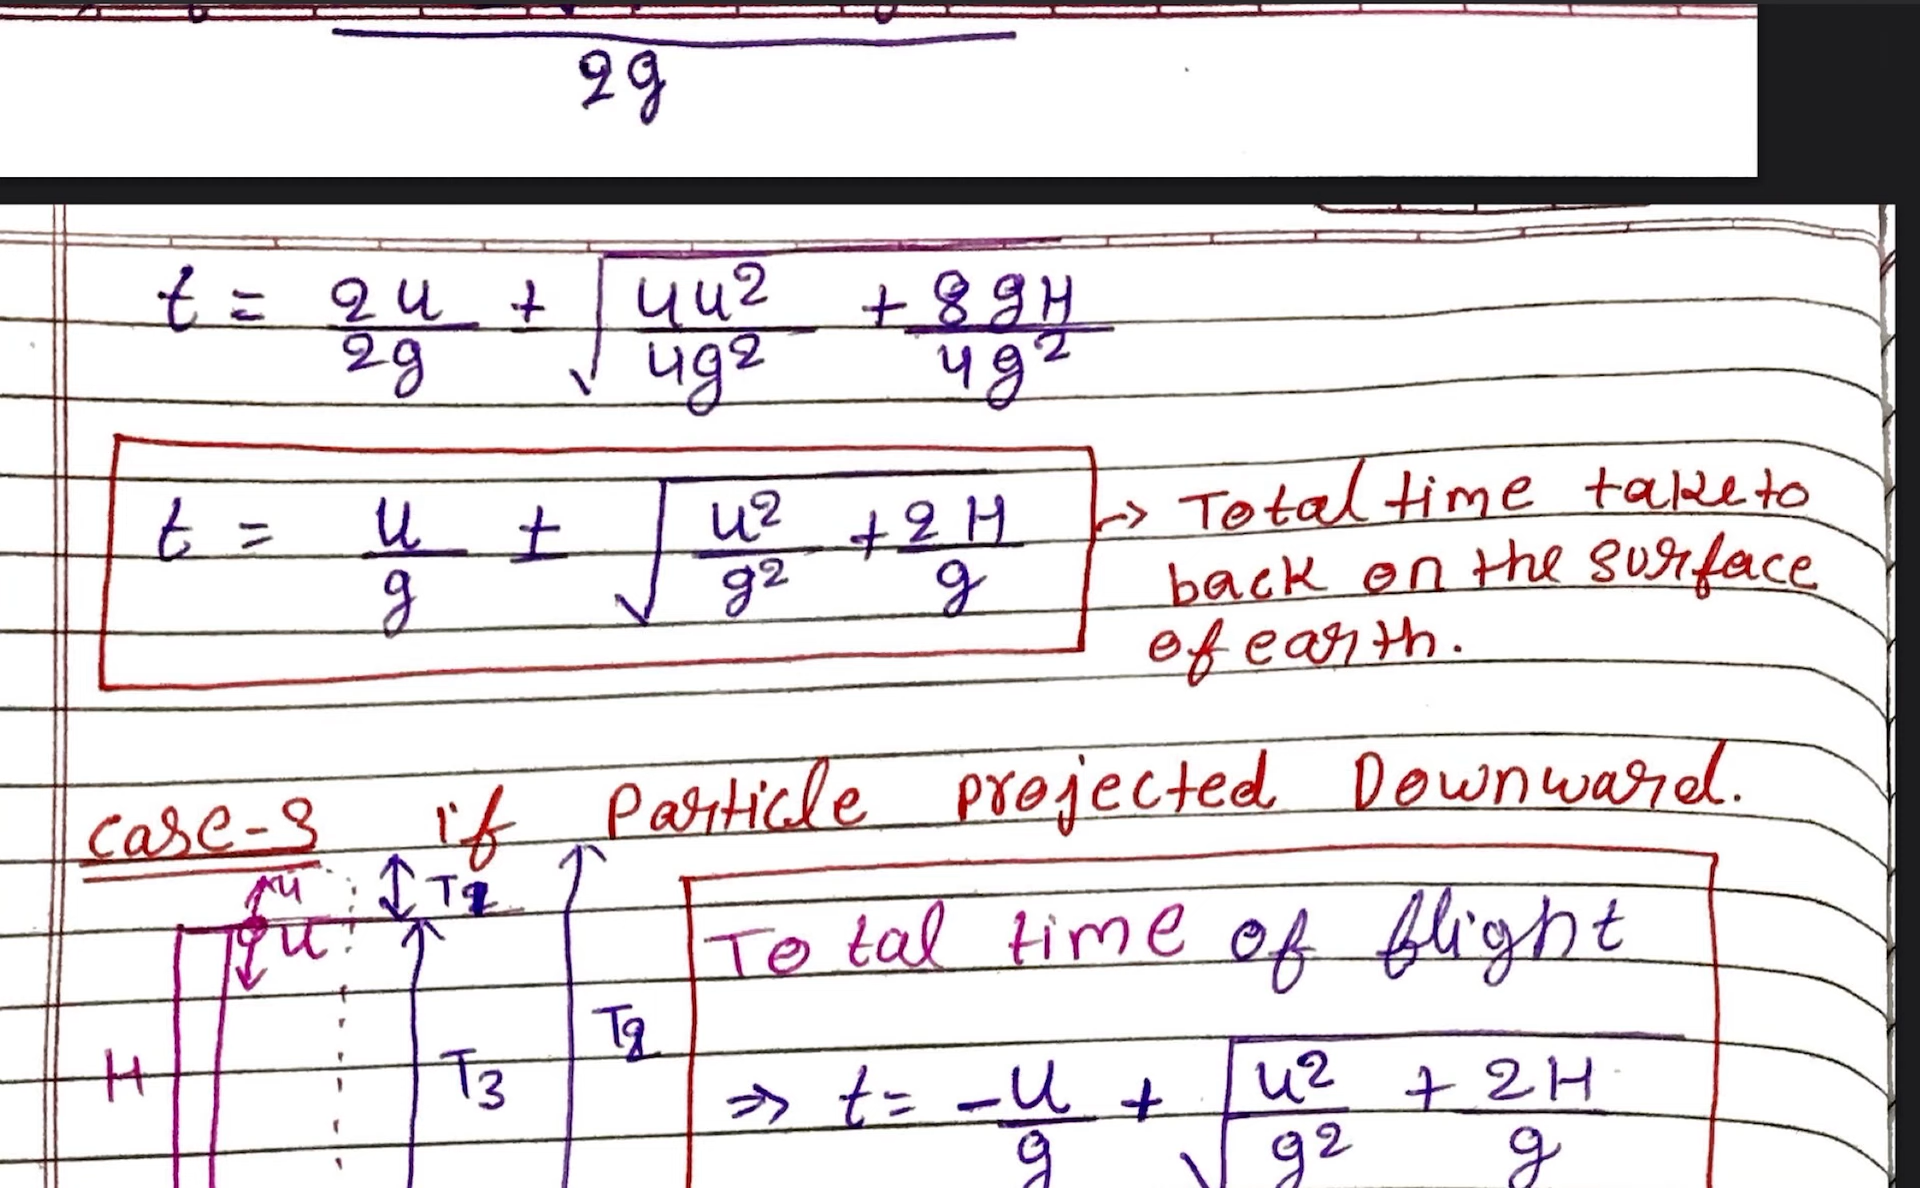 2g
t = 2u/2g + √(4u²/4g² + 8gH/4g²)
t = u/g ± √(u²/g² + 2H/g) → Total time take to
back on the surface
of earth.
case-3 if Particle projected Downward.
u T2
u
Total time of flight
H T3 T2
⇒ t = -u/g + √(u²/g² + 2H/g)